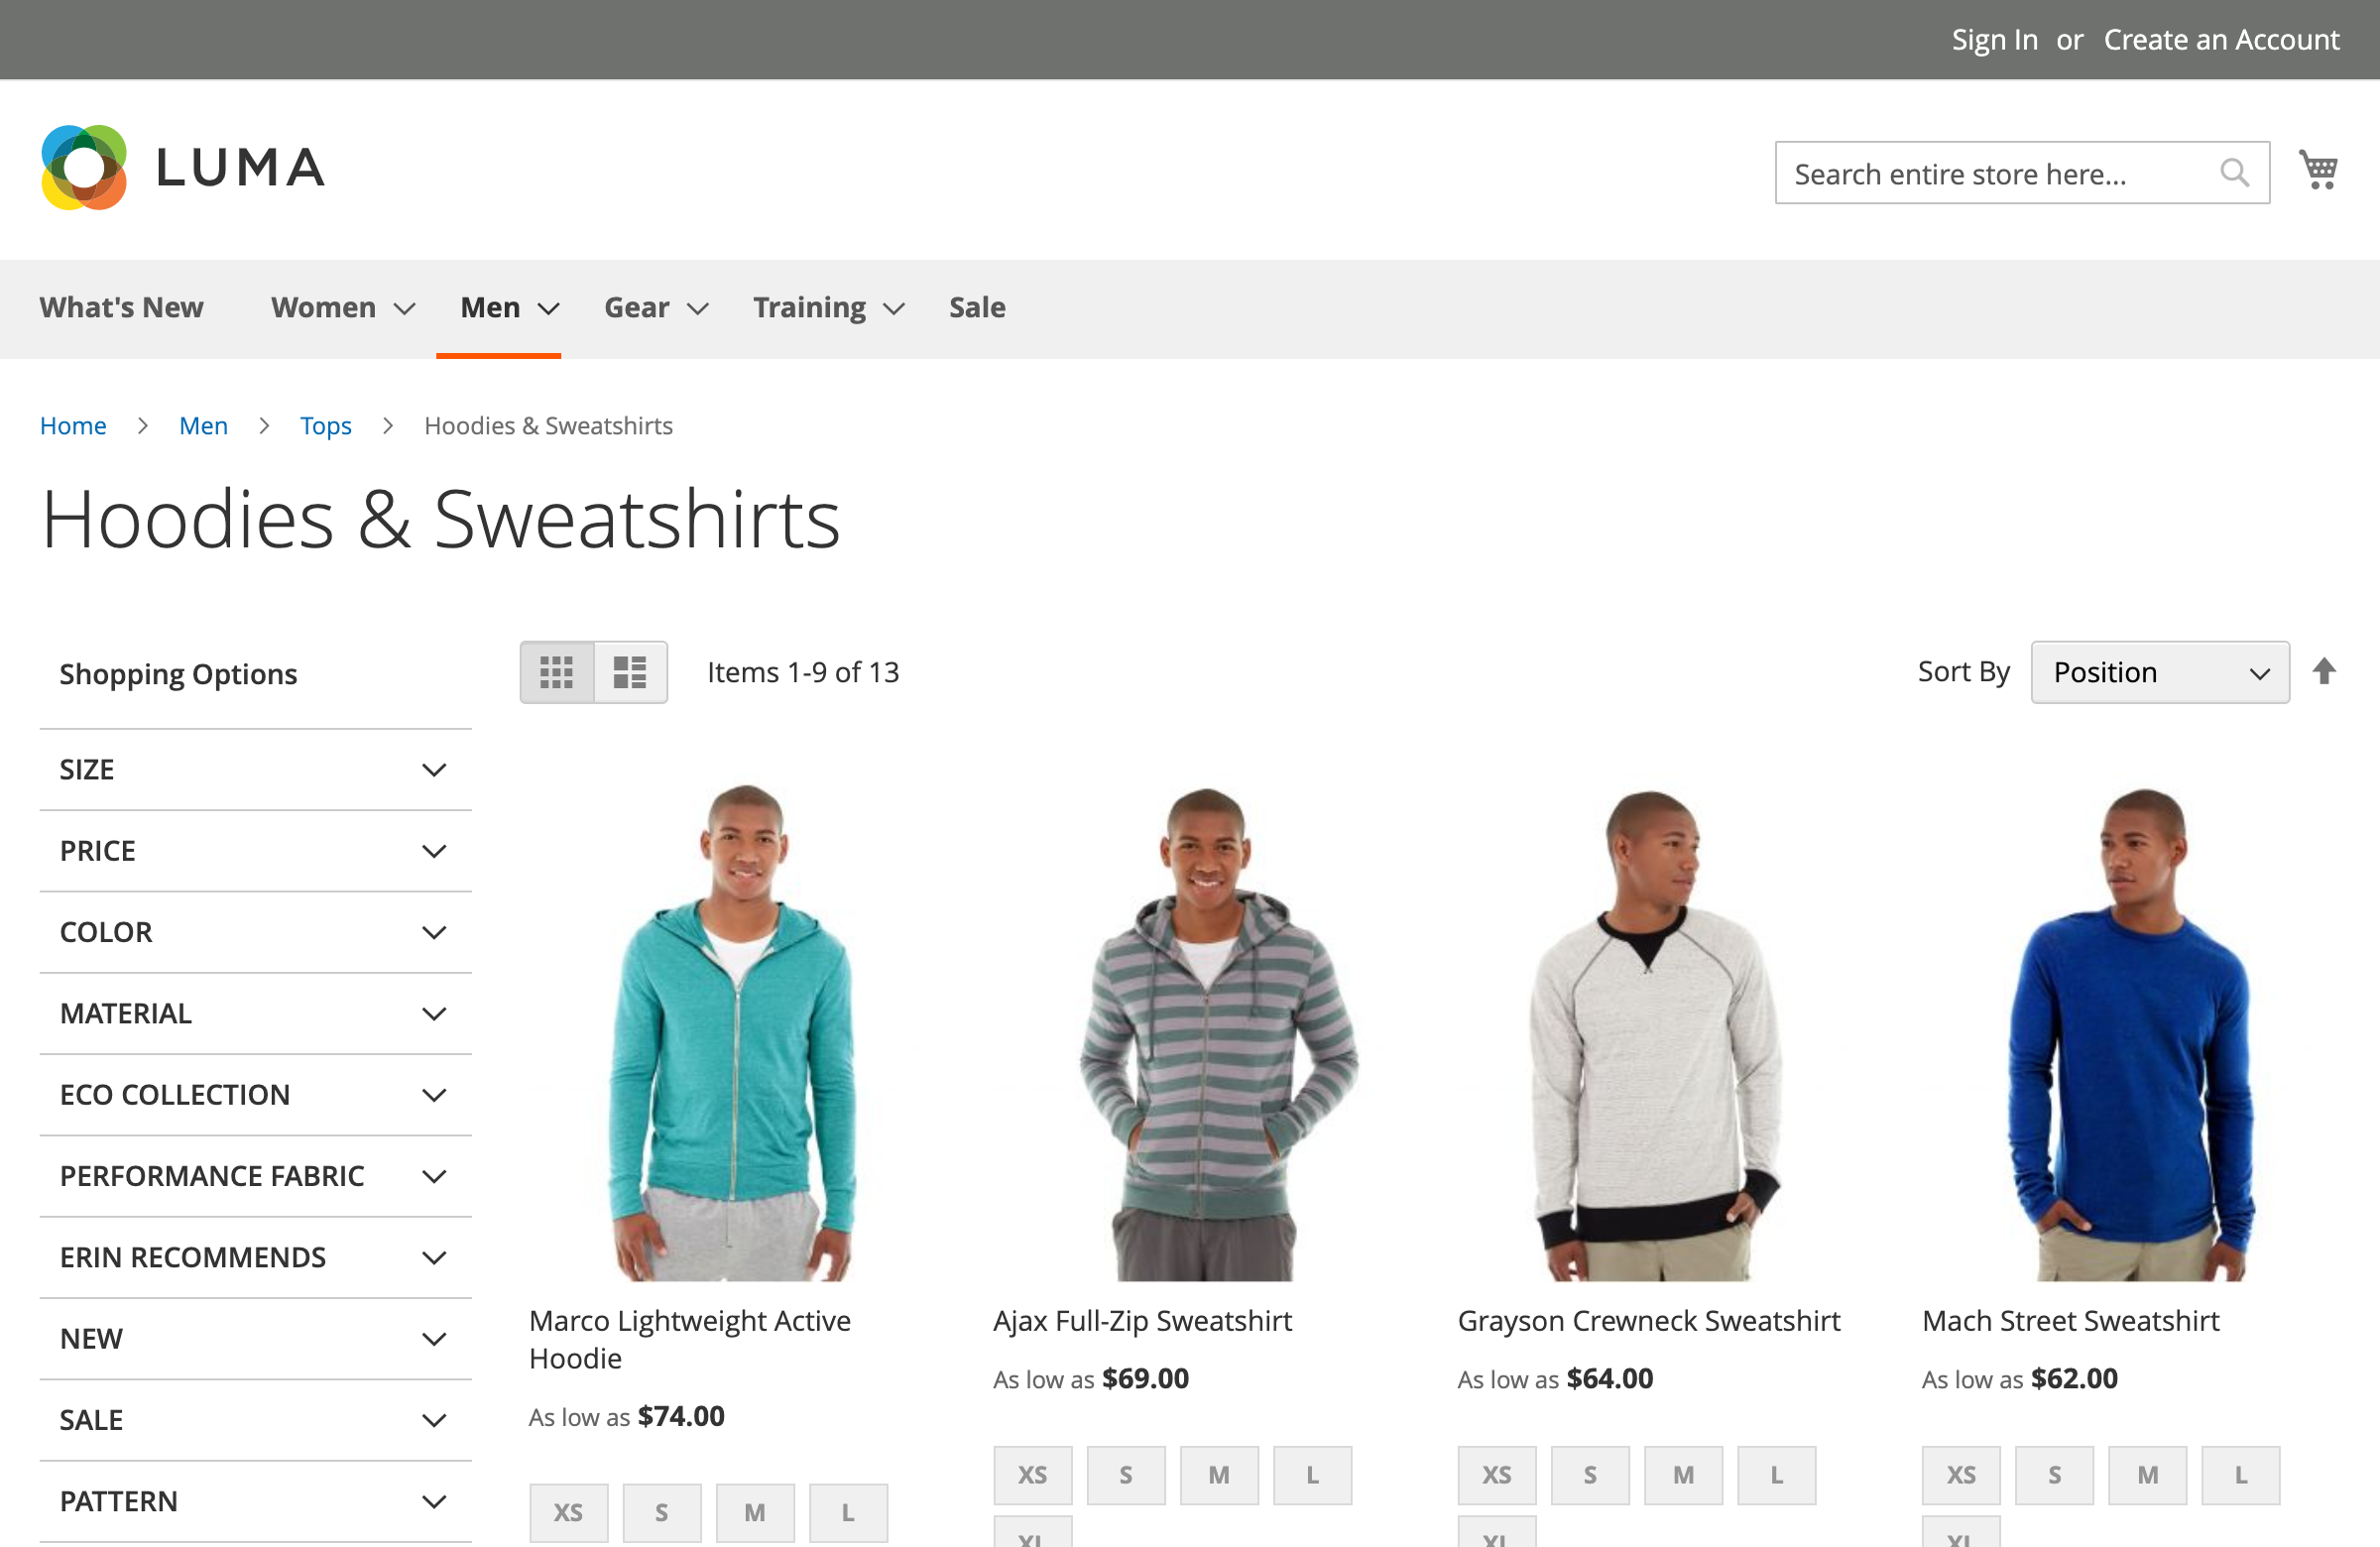 Sign In or Create an Account
LUMA
Search entire store here...
What's New Women Men Gear Training Sale
Home Men Tops Hoodies & Sweatshirts
Hoodies & Sweatshirts
Shopping Options
Items 1-9 of 13
Sort By Position
SIZE
PRICE
COLOR
MATERIAL
ECO COLLECTION
PERFORMANCE FABRIC
ERIN RECOMMENDS
NEW
SALE
PATTERN
Marco Lightweight Active
Hoodie
As low as $74.00
XS S M L
Ajax Full-Zip Sweatshirt
As low as $69.00
XS S M L
XL
Grayson Crewneck Sweatshirt
As low as $64.00
XS S M L
XL
Mach Street Sweatshirt
As low as $62.00
XS S M L
XL